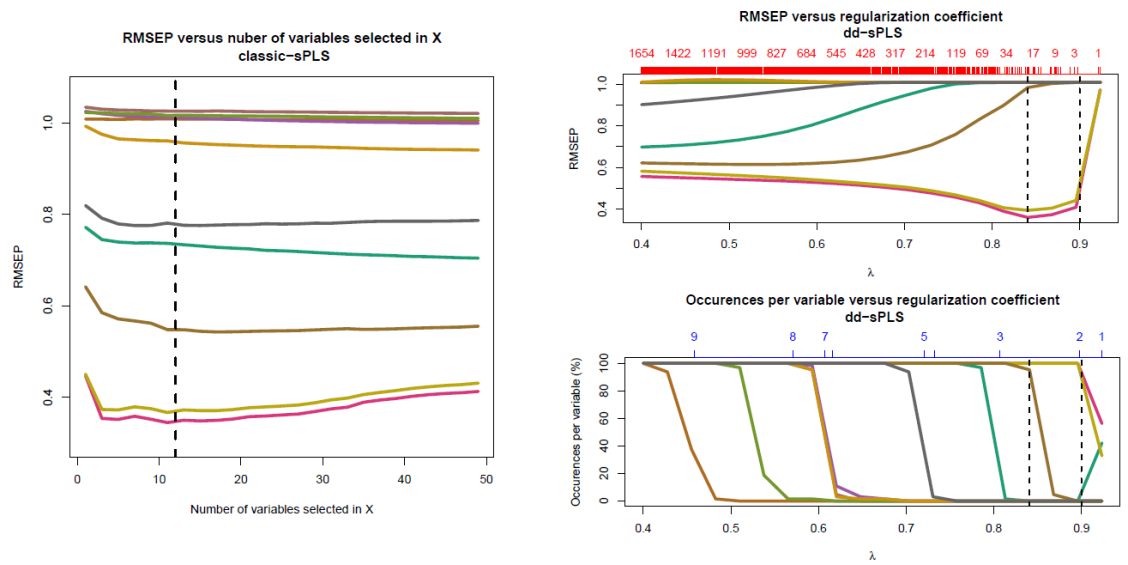 RMSEP versus nuber of variables selected in X
classic-sPLS
RMSEP
1.0
0.8
0.6
0.4
0 10 20 30 40 50
Number of variables selected in X
RMSEP versus regularization coefficient
dd-sPLS
1654 1422 1191 999 827 684 545 428 317 214 119 69 34 17 9 3 1
RMSEP
1.0
0.8
0.6
0.4
0.4 0.5 0.6 0.7 0.8 0.9
λ
Occurences per variable versus regularization coefficient
dd-sPLS
9 8 7 5 3 2 1
Occurences per variable (%)
100
80
60
40
20
0
0.4 0.5 0.6 0.7 0.8 0.9
λ